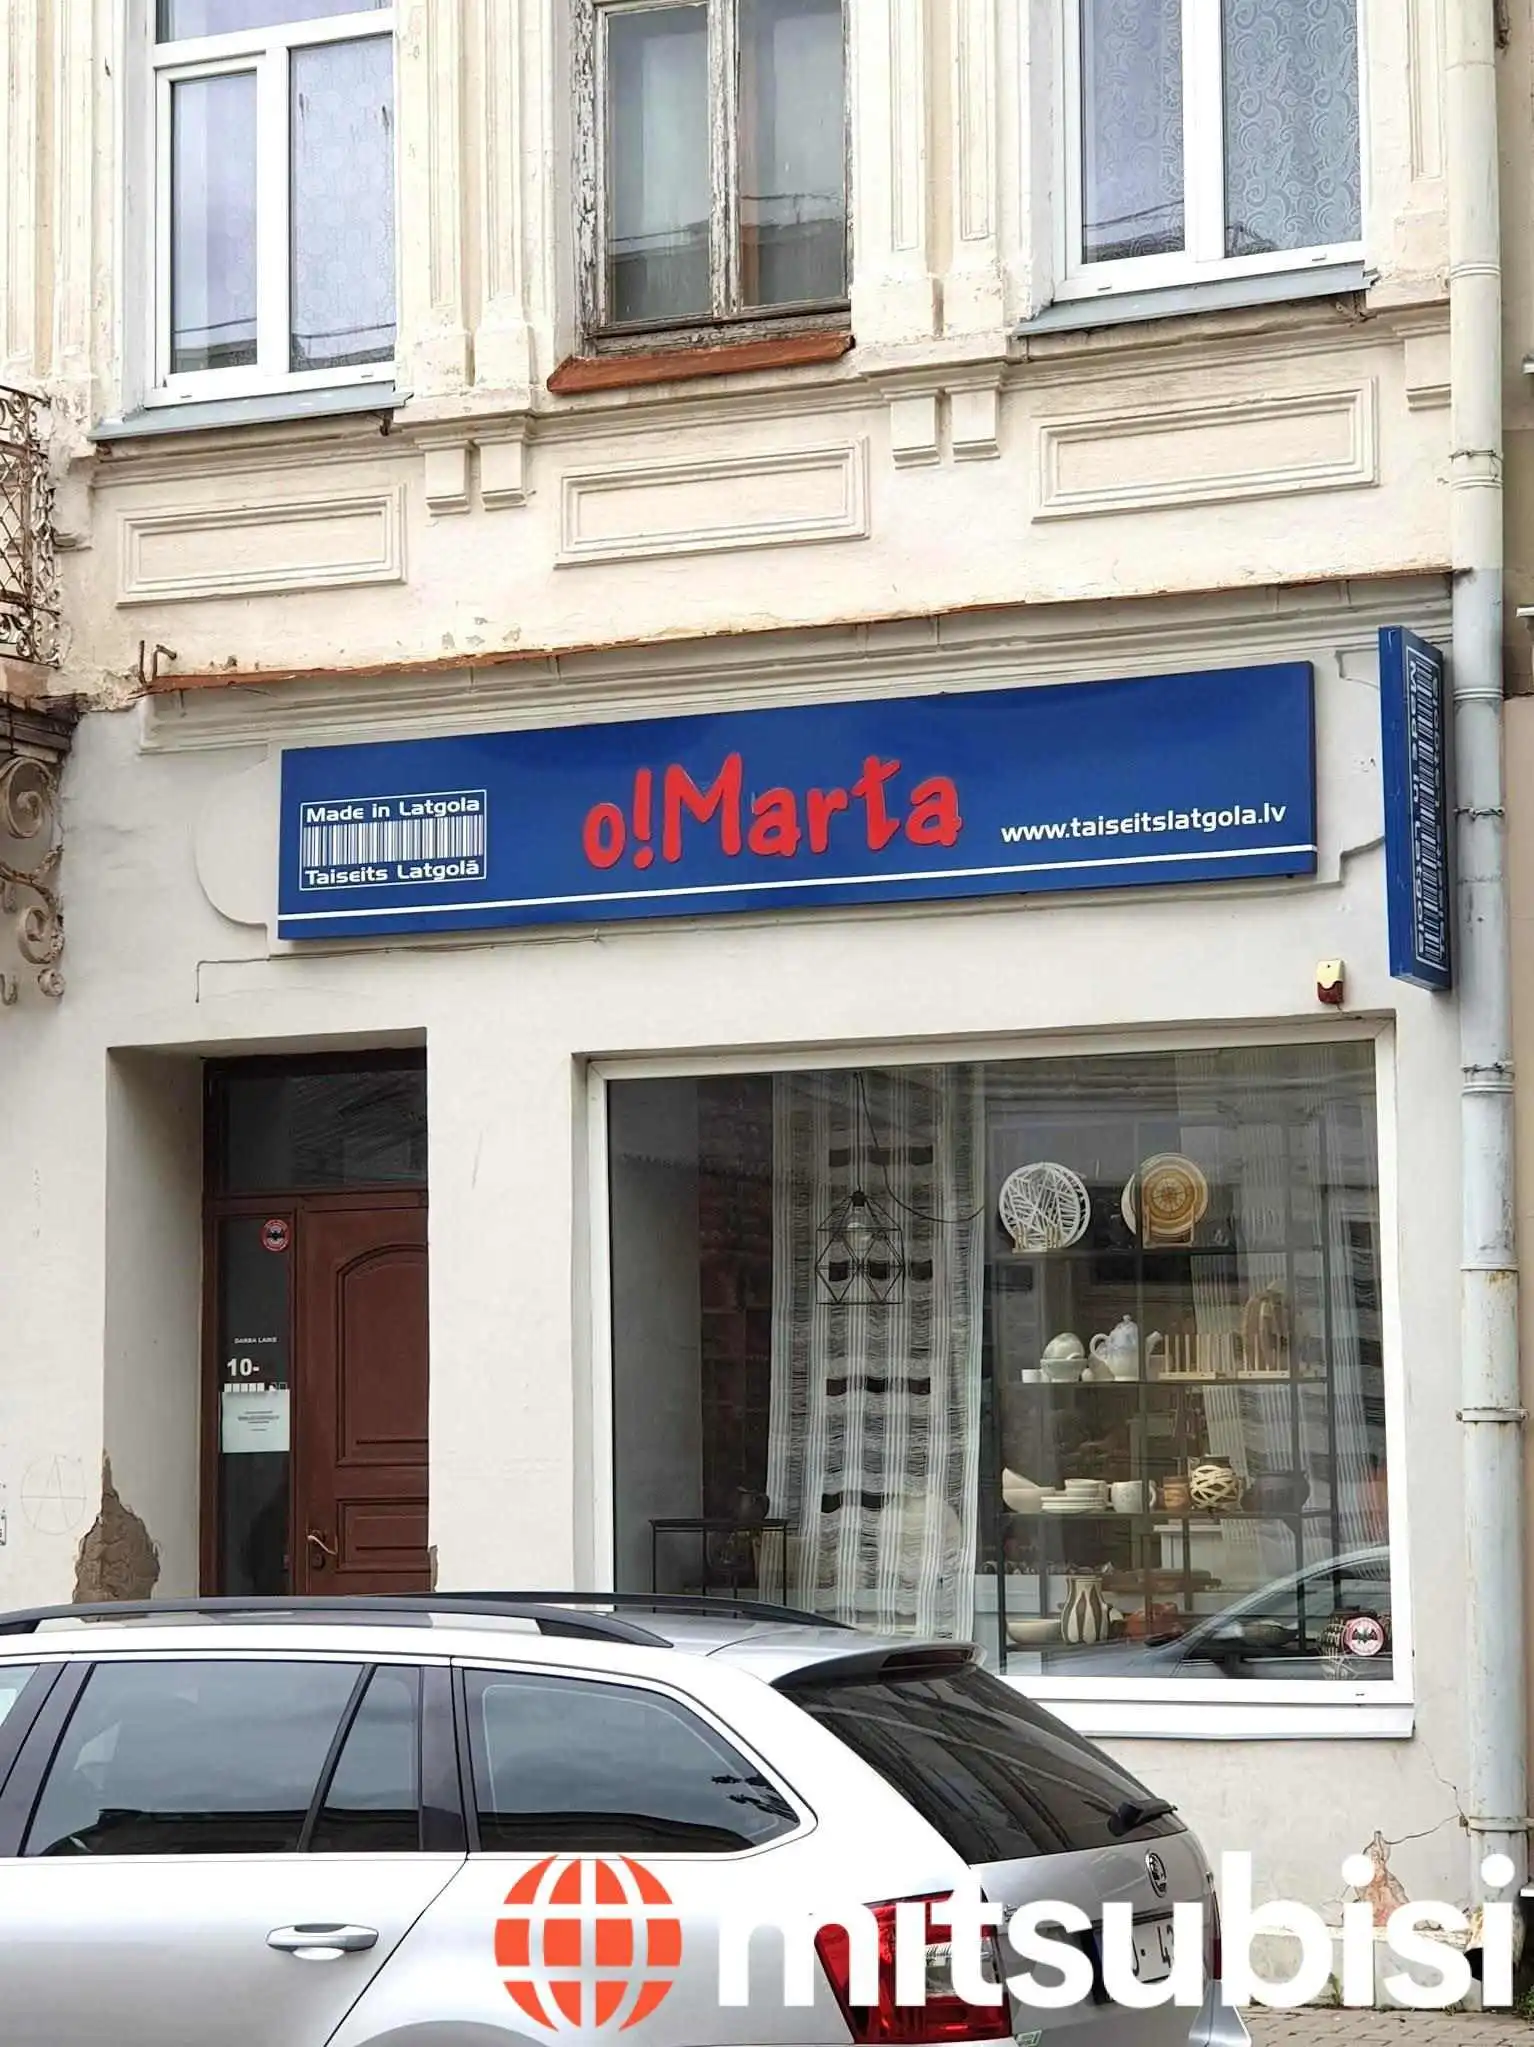 Made in Latgola
Taiseits Latgolā
o!Marta
www.taiseitslatgola.lv
DARBA LAIKS
10-
mitsubisi